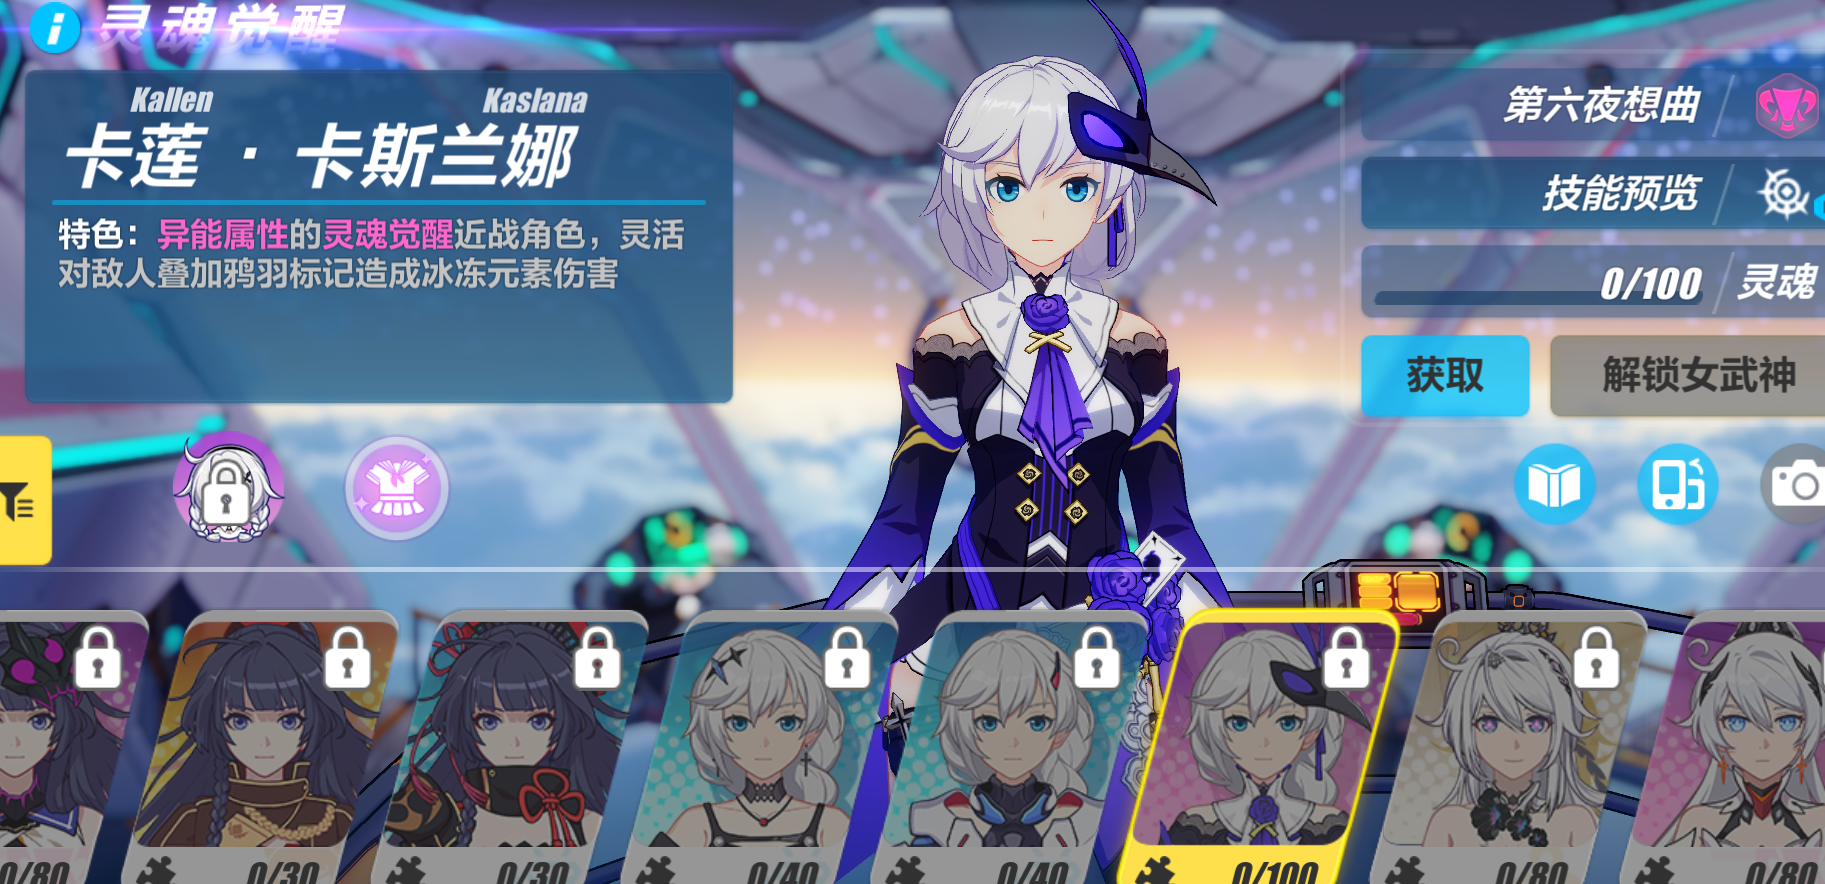 灵魂觉醒
Kallen Kaslana
卡莲·卡斯兰娜
特色：异能属性的灵魂觉醒近战角色，灵活
对敌人叠加鸦羽标记造成冰冻元素伤害
第六夜想曲
技能预览
0/100 灵魂
获取 解锁女武神
0/80 0/30 0/30 0/40 0/40 0/100 0/80 0/80